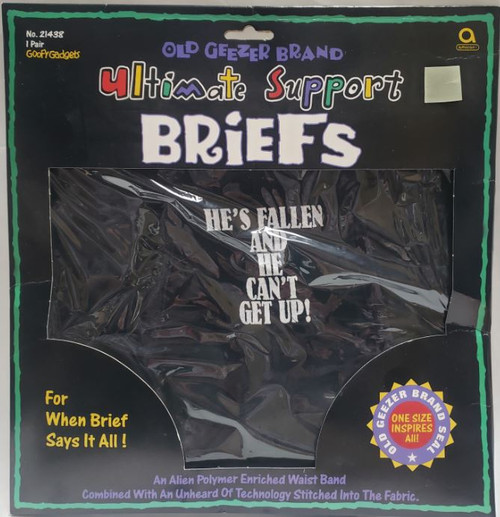 No. 21438
1 Pair
GOOFYGADGETS
OLD GEEZER BRAND
Ultimate Support
BRiEFS
HE'S FALLEN
AND
HE
CAN'T
GET UP!
For
When Brief
Says It All !
OLD GEEZER BRAND SEAL
ONE SIZE
INSPIRES
All!
An Alien Polymer Enriched Waist Band
Combined With An Unheard Of Technology Stitched Into The Fabric.